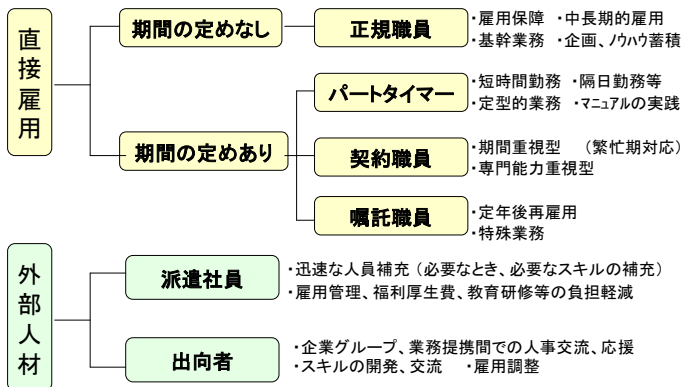 直接雇用
期間の定めなし
正規職員
・雇用保障 ・中長期的雇用
・基幹業務 ・企画、ノウハウ蓄積
期間の定めあり
パートタイマー
・短時間勤務 ・隔日勤務等
・定型的業務 ・マニュアルの実践
契約職員
・期間重視型 （繁忙期対応）
・専門能力重視型
嘱託職員
・定年後再雇用
・特殊業務
外部人材
派遣社員
・迅速な人員補充（必要なとき、必要なスキルの補充）
・雇用管理、福利厚生費、教育研修等の負担軽減
出向者
・企業グループ、業務提携間での人事交流、応援
・スキルの開発、交流 ・雇用調整